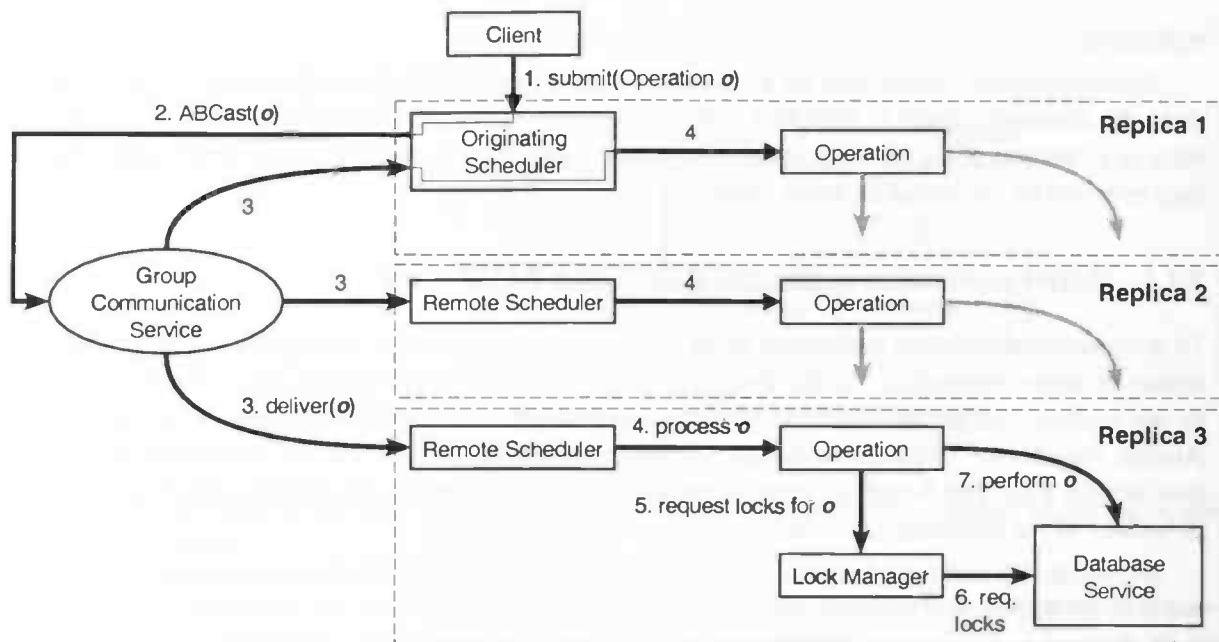 Client
1. submit(Operation o)
2. ABCast(o)
Replica 1
Originating
Scheduler
4
Operation
3
Group
Communication
Service
3
Replica 2
Remote Scheduler
4
Operation
3. deliver(o)
Replica 3
Remote Scheduler
4. process o
Operation
7. perform o
5. request locks for o
Lock Manager
6. req.
locks
Database
Service